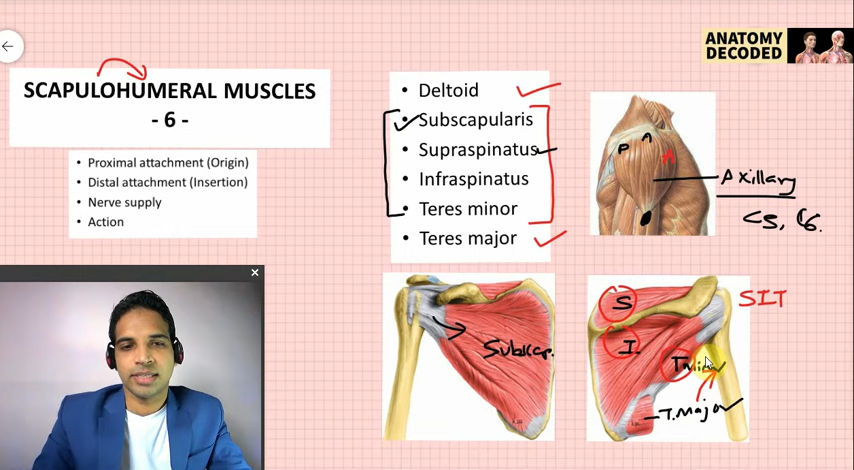 ANATOMY
DECODED
SCAPULOHUMERAL MUSCLES
- 6 -
• Proximal attachment (Origin)
• Distal attachment (Insertion)
• Nerve supply
• Action
• Deltoid
• Subscapularis
• Supraspinatus
• Infraspinatus
• Teres minor
• Teres major
P A A
Axillary
C5, C6.
Subscap.
S
I.
SIT
T.Major